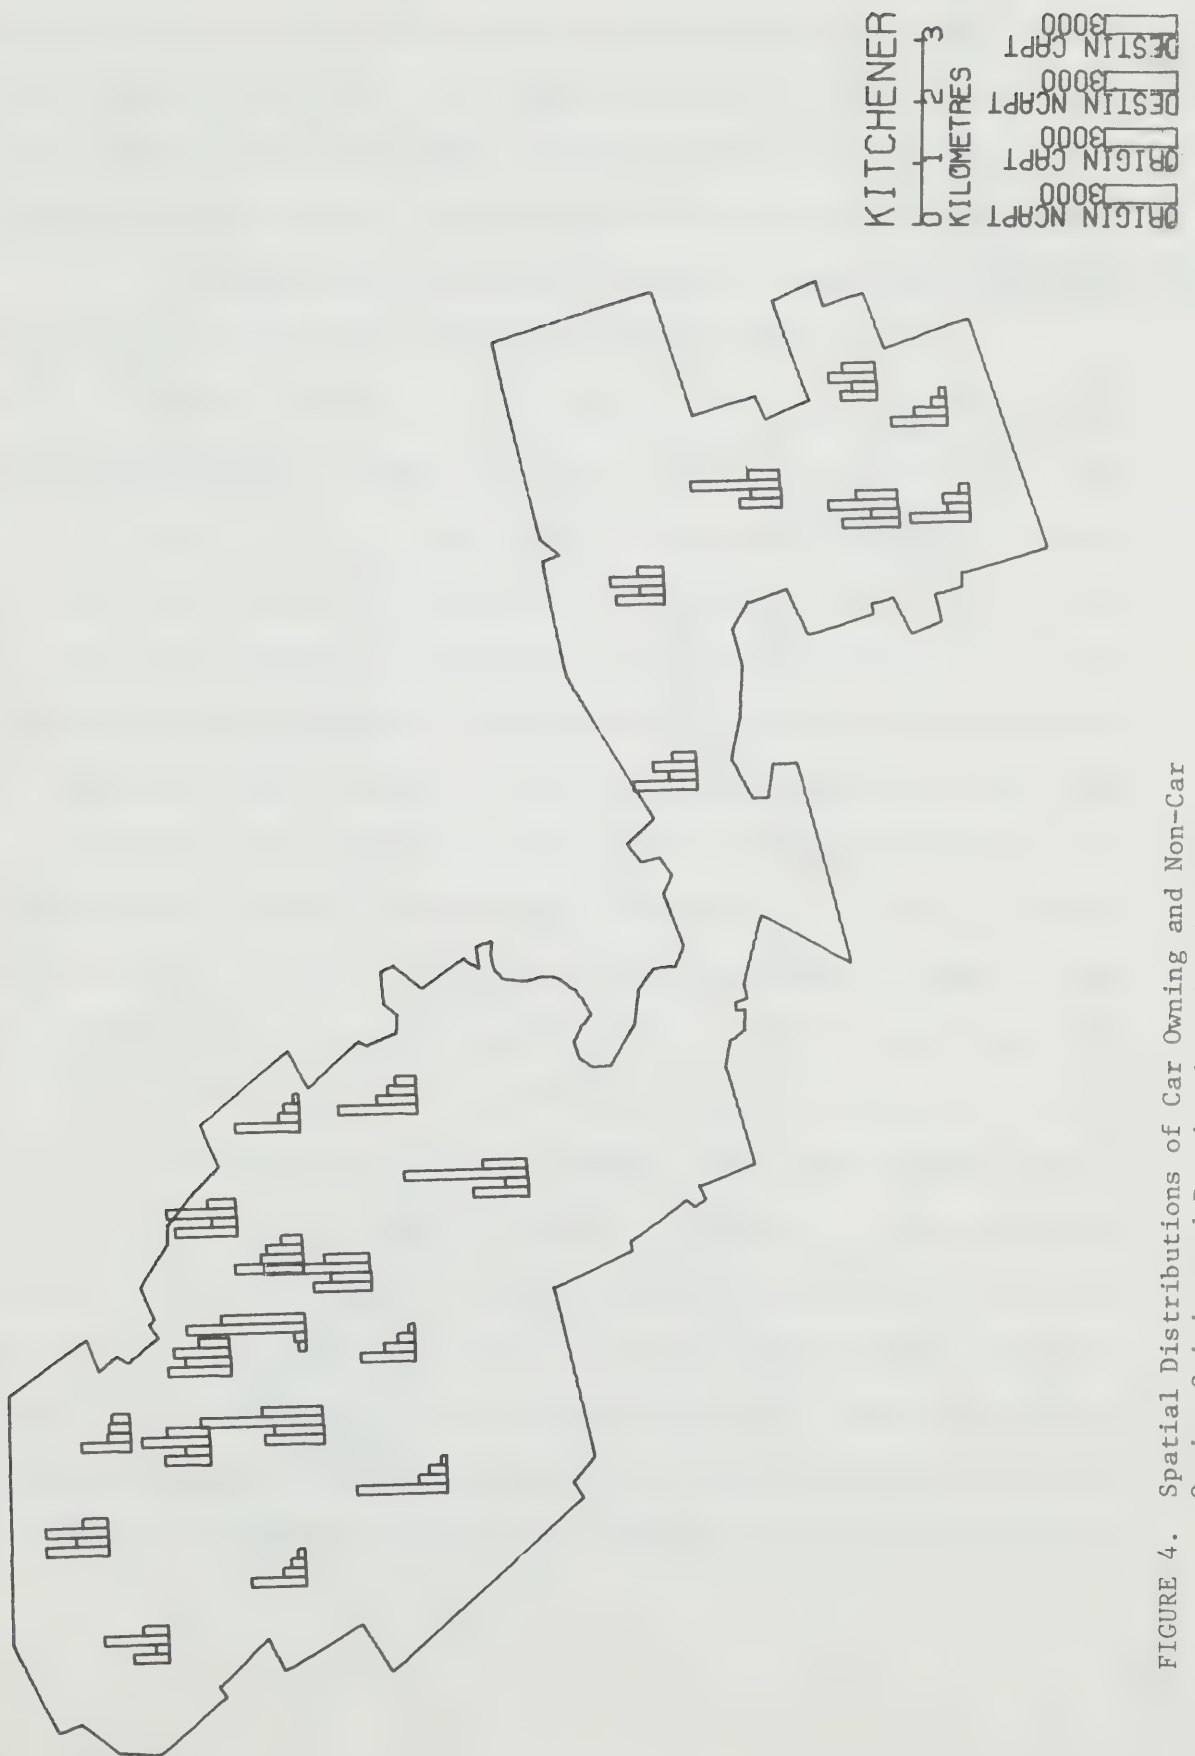 KITCHENER
0 1 2 3
KILOMETRES
ORIGIN NCAPT
3000
ORIGIN CAPT
3000
DESTIN NCAPT
3000
DESTIN CAPT
3000
FIGURE 4. Spatial Distributions of Car Owning and Non-Car